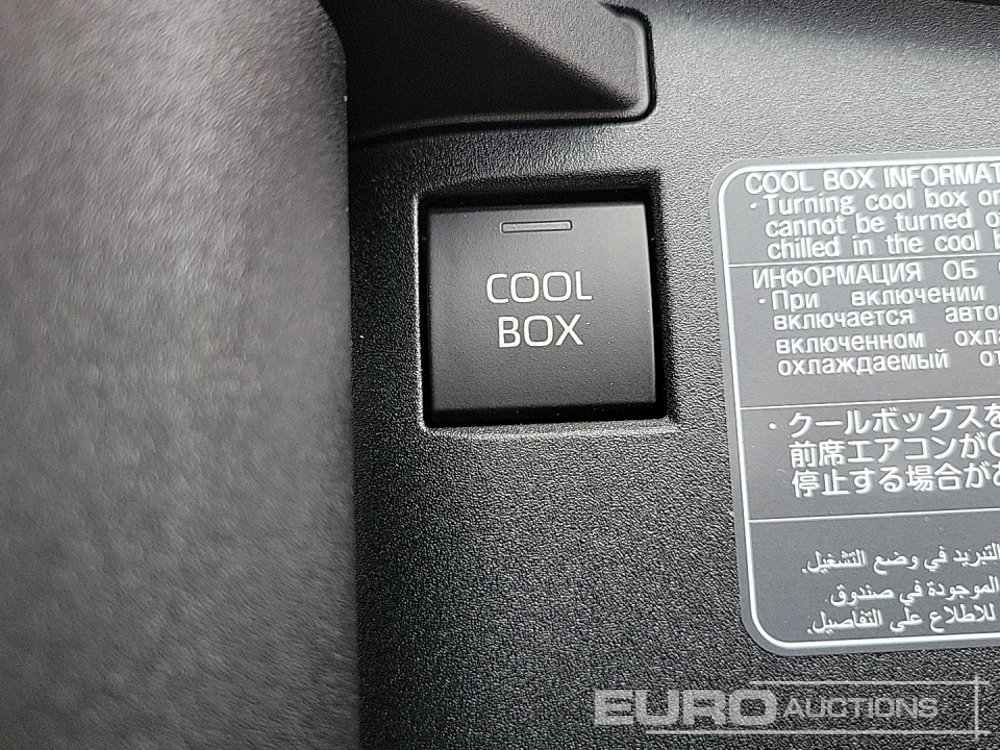 COOL
BOX
COOL BOX INFORMAT
· Turning cool box on
cannot be turned o
chilled in the cool b
ИНФОРМАЦИЯ ОБ
· При включении
включается авто
включенном охл
охлаждаемый от
· クールボックスを
前席エアコンが
停止する場合があ
التبريد في وضع التشغيل.
الموجودة في صندوق
للاطلاع على التفاصيل.
EURO AUCTIONS